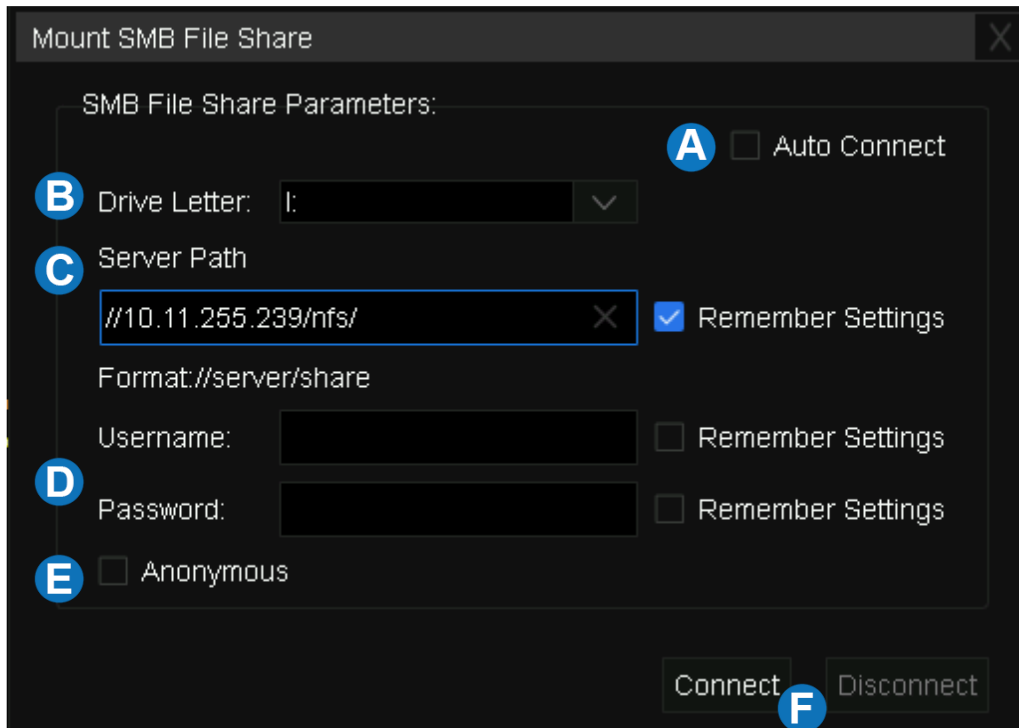 Mount SMB File Share X
SMB File Share Parameters:
A Auto Connect
B Drive Letter: I:
C Server Path
//10.11.255.239/nfs/ Remember Settings
Format://server/share
Username: Remember Settings
D
Password: Remember Settings
E Anonymous
Connect F Disconnect